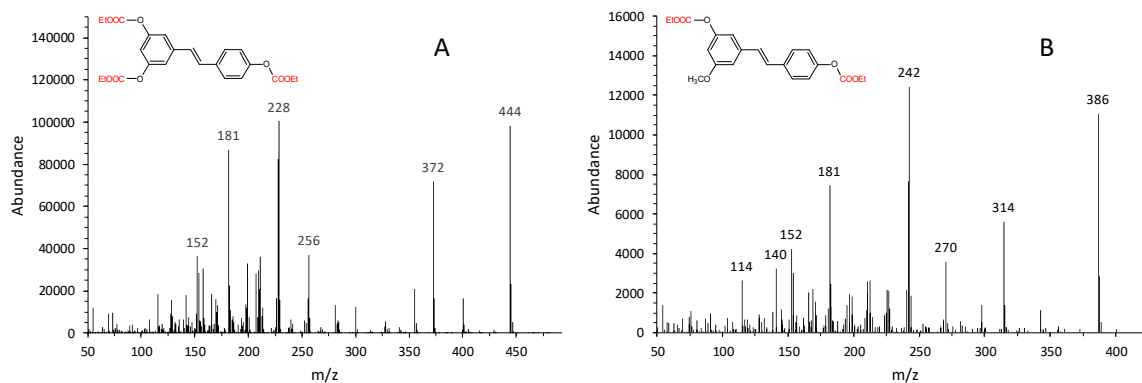 A
EtOOC
O
EtOOC
O
O
COOEt
140000
120000
100000
80000
60000
40000
20000
0
Abundance
444
228
181
372
152
256
50 100 150 200 250 300 350 400 450
m/z
B
EtOOC
O
H₃C
O
O
COOEt
16000
14000
12000
10000
8000
6000
4000
2000
0
Abundance
242
386
181
314
152
140
114
270
50 100 150 200 250 300 350 400
m/z